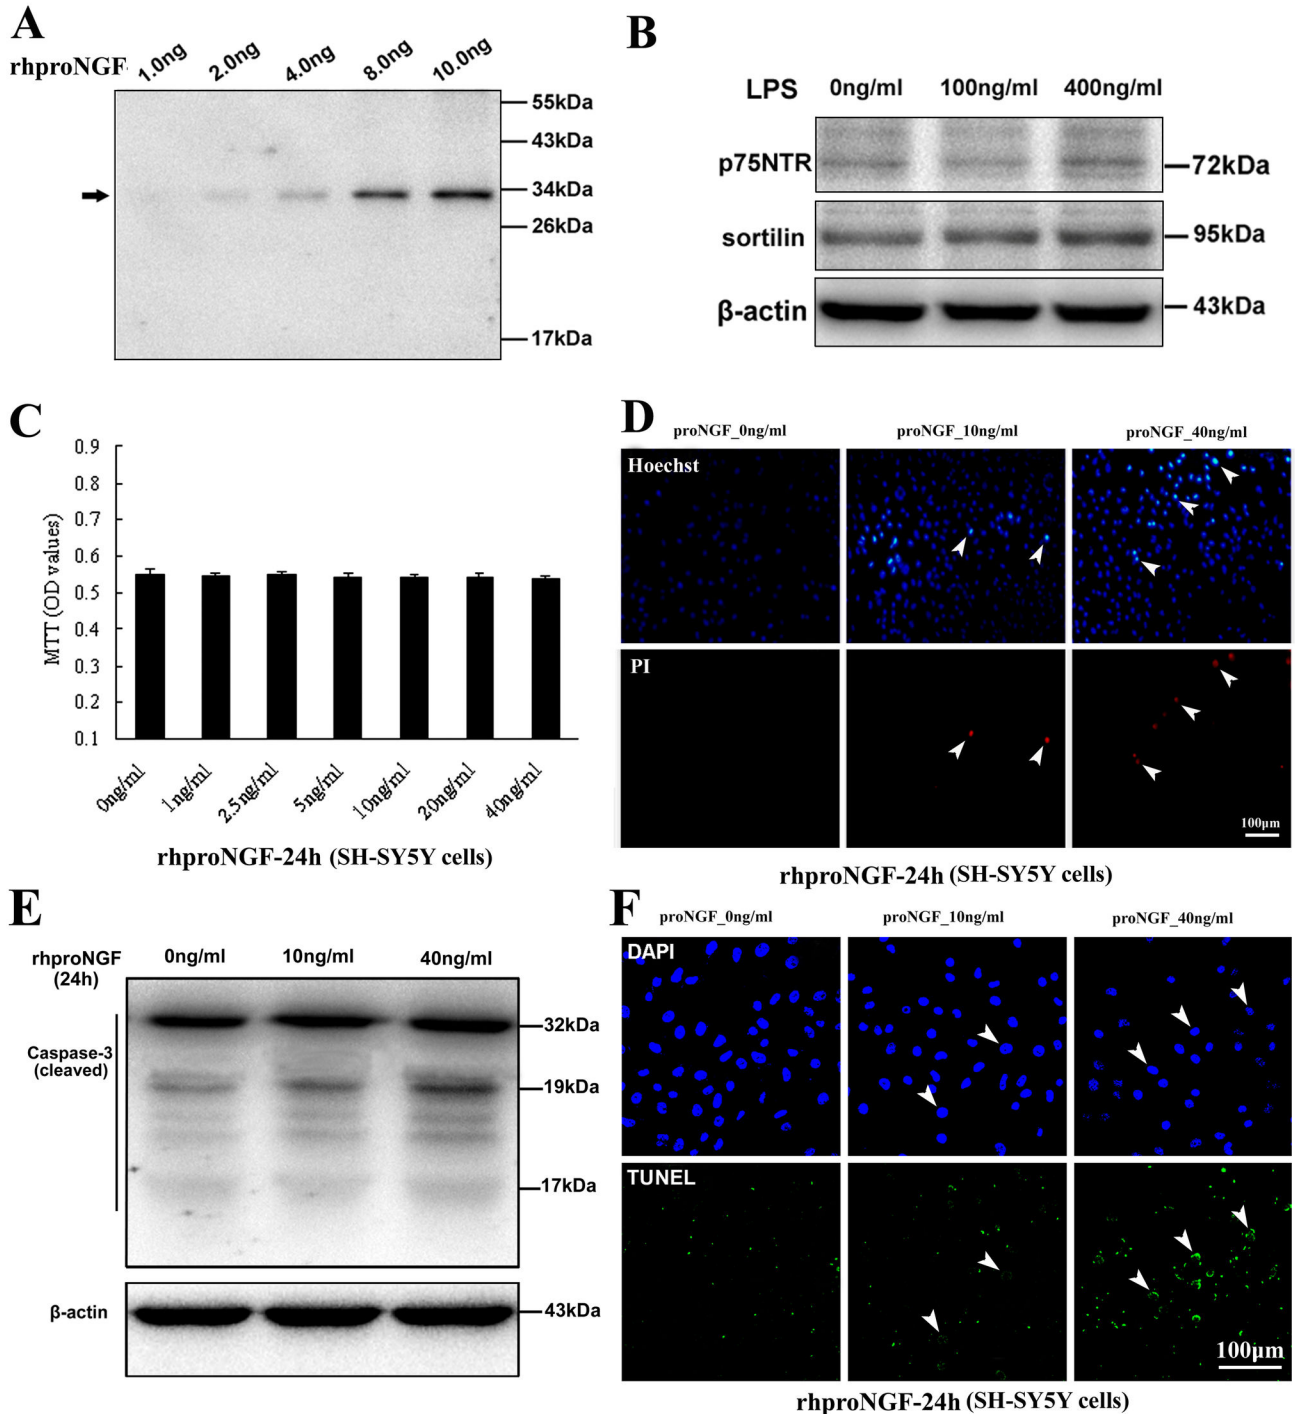 A
rhproNGF 1.0ng 2.0ng 4.0ng 8.0ng 10.0ng
55kDa
43kDa
34kDa
26kDa
17kDa
B
LPS 0ng/ml 100ng/ml 400ng/ml
p75NTR 72kDa
sortilin 95kDa
β-actin 43kDa
C
MTT (OD values)
0.9
0.8
0.7
0.6
0.5
0.4
0.3
0.2
0.1
0ng/ml 1ng/ml 2.5ng/ml 5ng/ml 10ng/ml 20ng/ml 40ng/ml
rhproNGF-24h (SH-SY5Y cells)
D
proNGF_0ng/ml proNGF_10ng/ml proNGF_40ng/ml
Hoechst
PI
100μm
rhproNGF-24h (SH-SY5Y cells)
E
rhproNGF 0ng/ml 10ng/ml 40ng/ml
(24h)
32kDa
Caspase-3
(cleaved)
19kDa
17kDa
β-actin 43kDa
F
proNGF_0ng/ml proNGF_10ng/ml proNGF_40ng/ml
DAPI
TUNEL
100μm
rhproNGF-24h (SH-SY5Y cells)